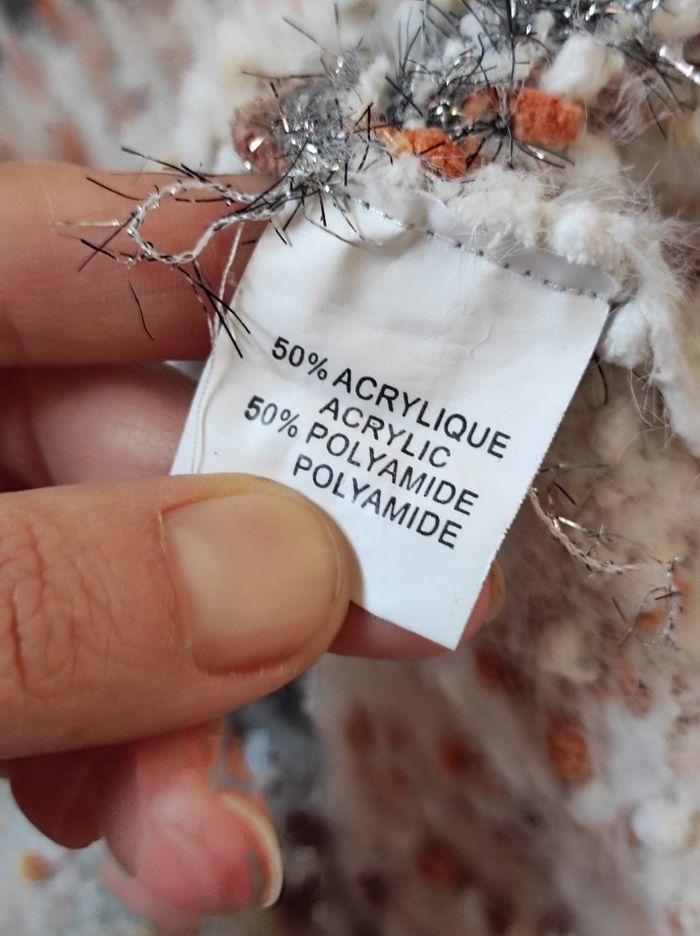 50% ACRYLIQUE
ACRYLIC
50% POLYAMIDE
POLYAMIDE